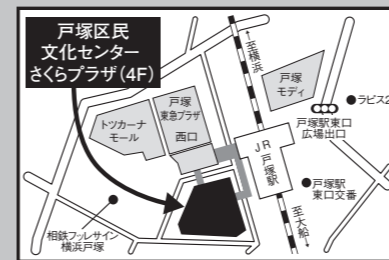 戸塚区民
文化センター
さくらプラザ(4F)
←至横浜
戸塚
モディ
ラピス2
戸塚駅東口
広場出口
戸塚
東急プラザ
トツカーナ
モール
西口
JR
戸塚駅
戸塚駅
東口交番
至大船→
相鉄フレサイン
横浜戸塚